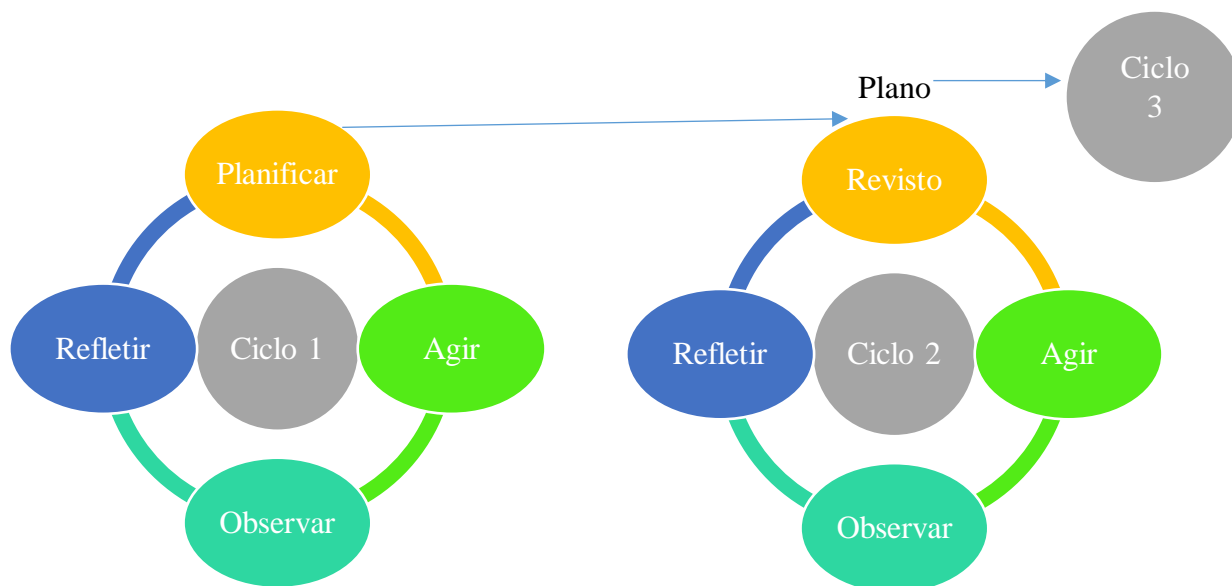 Planificar
Refletir
Ciclo 1
Agir
Observar
Plano
Revisto
Refletir
Ciclo 2
Agir
Observar
Ciclo
3